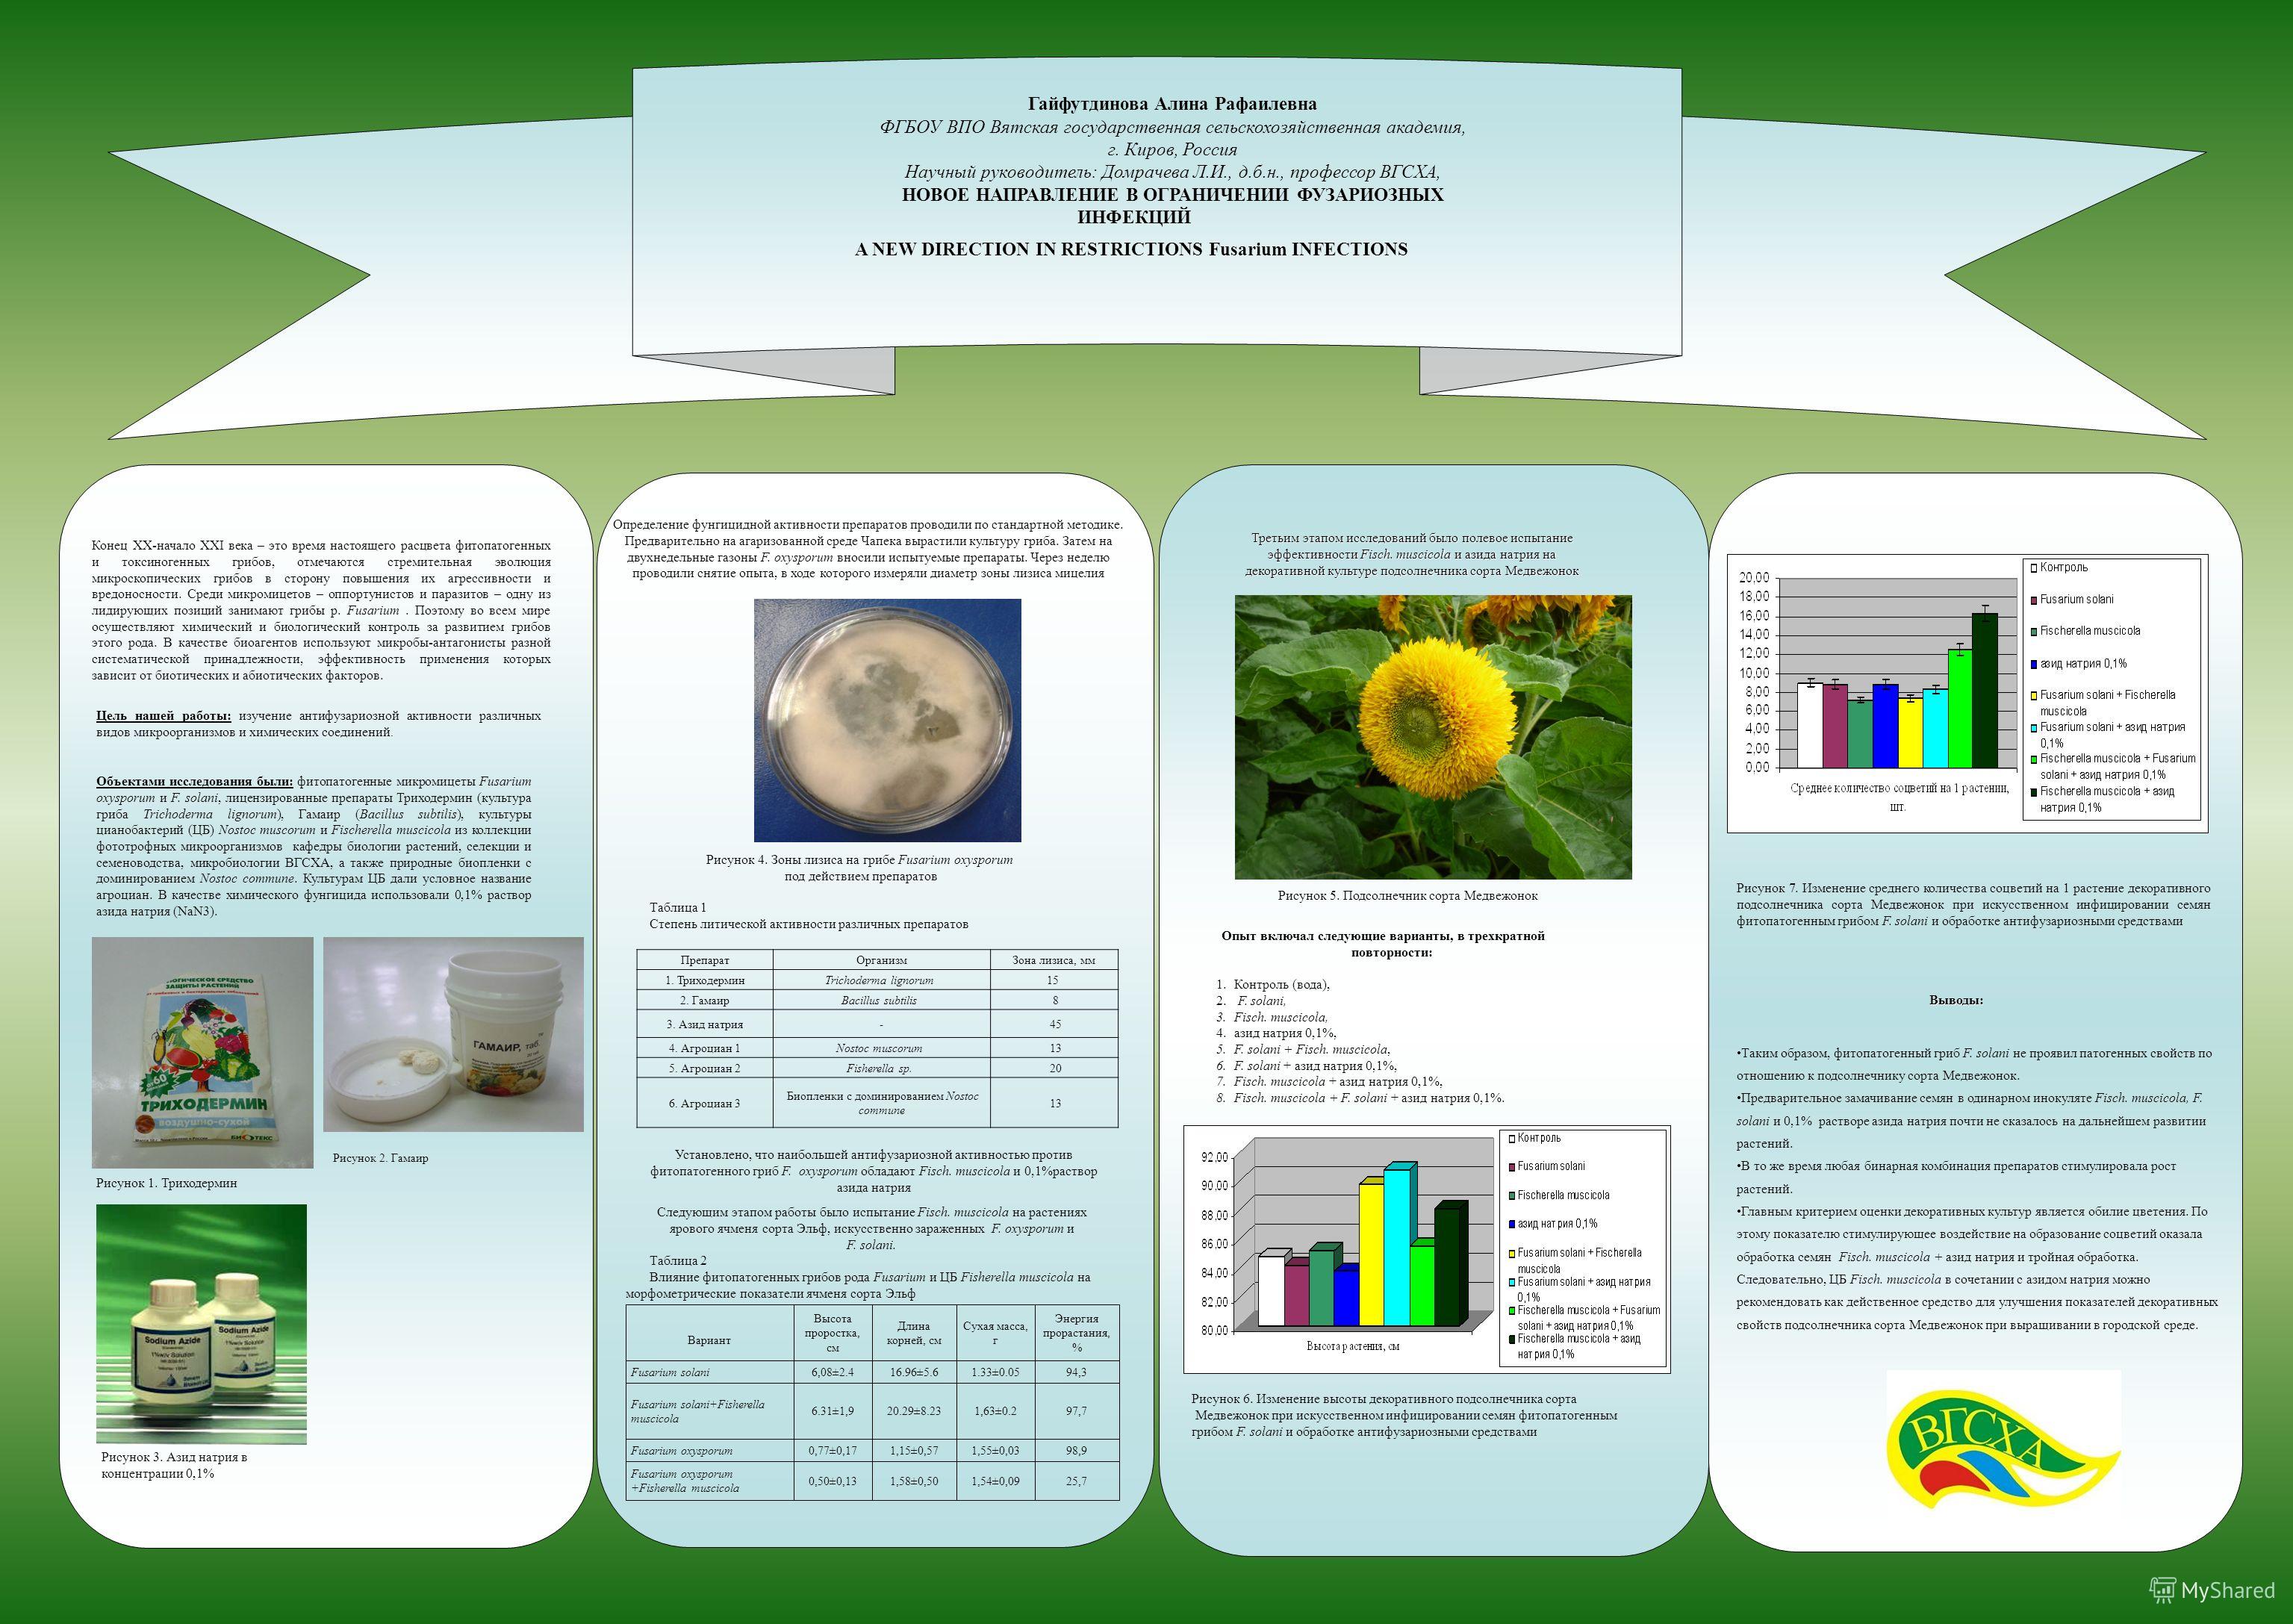 Гайфутдинова Алина Рафаилевна
ФГБОУ ВПО Вятская государственная сельскохозяйственная академия,
г. Киров, Россия
Научный руководитель: Домрачева Л.И., д.б.н., профессор ВГСХА,
НОВОЕ НАПРАВЛЕНИЕ В ОГРАНИЧЕНИИ ФУЗАРИОЗНЫХ
ИНФЕКЦИЙ
A NEW DIRECTION IN RESTRICTIONS Fusarium INFECTIONS
Конец XX-начало XXI века – это время настоящего расцвета фитопатогенных
и токсиногенных грибов, отмечаются стремительная эволюция
микроскопических грибов в сторону повышения их агрессивности и
вредоносности. Среди микромицетов – оппортунистов и паразитов – одну из
лидирующих позиций занимают грибы р. Fusarium . Поэтому во всем мире
осуществляют химический и биологический контроль за развитием грибов
этого рода. В качестве биоагентов используют микробы-антагонисты разной
систематической принадлежности, эффективность применения которых
зависит от биотических и абиотических факторов.
Цель нашей работы: изучение антифузариозной активности различных
видов микроорганизмов и химических соединений.
Объектами исследования были: фитопатогенные микромицеты Fusarium
oxysporum и F. solani, лицензированные препараты Триходермин (культура
гриба Trichoderma lignorum), Гамаир (Bacillus subtilis), культуры
цианобактерий (ЦБ) Nostoc muscorum и Fischerella muscicola из коллекции
фототрофных микроорганизмов кафедры биологии растений, селекции и
семеноводства, микробиологии ВГСХА, а также природные биопленки с
доминированием Nostoc commune. Культурам ЦБ дали условное название
агроциан. В качестве химического фунгицида использовали 0,1% раствор
азида натрия (NaN3).
ЗАЩИТЫ РАСТЕНИЙ
60
ТРИХОДЕРМИН
ВОЗДУШНО-СУХОЙ
ГАМАИР, таб.
Рисунок 2. Гамаир
Рисунок 1. Триходермин
Sodium Azide
Sodium Azide
Рисунок 3. Азид натрия в
концентрации 0,1%
Определение фунгицидной активности препаратов проводили по стандартной методике.
Предварительно на агаризованной среде Чапека вырастили культуру гриба. Затем на
двухнедельные газоны F. oxysporum вносили испытуемые препараты. Через неделю
проводили снятие опыта, в ходе которого измеряли диаметр зоны лизиса мицелия
Рисунок 4. Зоны лизиса на грибе Fusarium oxysporum
под действием препаратов
Таблица 1
Степень литической активности различных препаратов
Препарат Организм Зона лизиса, мм
1. Триходермин Trichoderma lignorum 15
2. Гамаир Bacillus subtilis 8
3. Азид натрия - 45
4. Агроциан 1 Nostoc muscorum 13
5. Агроциан 2 Fisherella sp. 20
6. Агроциан 3 Биопленки с доминированием Nostoc commune 13
Установлено, что наибольшей антифузариозной активностью против
фитопатогенного гриб F. oxysporum обладают Fisch. muscicola и 0,1%раствор
азида натрия
Следующим этапом работы было испытание Fisch. muscicola на растениях
ярового ячменя сорта Эльф, искусственно зараженных F. oxysporum и
F. solani.
Таблица 2
Влияние фитопатогенных грибов рода Fusarium и ЦБ Fisherella muscicola на
морфометрические показатели ячменя сорта Эльф
Вариант Высота проростка, см Длина корней, см Сухая масса, г Энергия прорастания, %
Fusarium solani 6,08±2.4 16.96±5.6 1.33±0.05 94,3
Fusarium solani+Fisherella muscicola 6.31±1,9 20.29±8.23 1,63±0.2 97,7
Fusarium oxysporum 0,77±0,17 1,15±0,57 1,55±0,03 98,9
Fusarium oxysporum +Fisherella muscicola 0,50±0,13 1,58±0,50 1,54±0,09 25,7
Третьим этапом исследований было полевое испытание
эффективности Fisch. muscicola и азида натрия на
декоративной культуре подсолнечника сорта Медвежонок
Рисунок 5. Подсолнечник сорта Медвежонок
Опыт включал следующие варианты, в трехкратной
повторности:
1. Контроль (вода),
2. F. solani,
3. Fisch. muscicola,
4. азид натрия 0,1%,
5. F. solani + Fisch. muscicola,
6. F. solani + азид натрия 0,1%,
7. Fisch. muscicola + азид натрия 0,1%,
8. Fisch. muscicola + F. solani + азид натрия 0,1%.
92,00
90,00
88,00
86,00
84,00
82,00
80,00
Высота растения, см
Контроль
Fusarium solani
Fischerella muscicola
азид натрия 0,1%
Fusarium solani + Fischerella
muscicola
Fusarium solani + азид натрия
0,1%
Fischerella muscicola + Fusarium
solani + азид натрия 0,1%
Fischerella muscicola + азид
натрия 0,1%
Рисунок 6. Изменение высоты декоративного подсолнечника сорта
Медвежонок при искусственном инфицировании семян фитопатогенным
грибом F. solani и обработке антифузариозными средствами
20,00
18,00
16,00
14,00
12,00
10,00
8,00
6,00
4,00
2,00
0,00
Среднее количество соцветий на 1 растении,
шт.
Контроль
Fusarium solani
Fischerella muscicola
азид натрия 0,1%
Fusarium solani + Fischerella
muscicola
Fusarium solani + азид натрия
0,1%
Fischerella muscicola + Fusarium
solani + азид натрия 0,1%
Fischerella muscicola + азид
натрия 0,1%
Рисунок 7. Изменение среднего количества соцветий на 1 растение декоративного
подсолнечника сорта Медвежонок при искусственном инфицировании семян
фитопатогенным грибом F. solani и обработке антифузариозными средствами
Выводы:
•Таким образом, фитопатогенный гриб F. solani не проявил патогенных свойств по
отношению к подсолнечнику сорта Медвежонок.
•Предварительное замачивание семян в одинарном инокуляте Fisch. muscicola, F.
solani и 0,1% растворе азида натрия почти не сказалось на дальнейшем развитии
растений.
•В то же время любая бинарная комбинация препаратов стимулировала рост
растений.
•Главным критерием оценки декоративных культур является обилие цветения. По
этому показателю стимулирующее воздействие на образование соцветий оказала
обработка семян Fisch. muscicola + азид натрия и тройная обработка.
Следовательно, ЦБ Fisch. muscicola в сочетании с азидом натрия можно
рекомендовать как действенное средство для улучшения показателей декоративных
свойств подсолнечника сорта Медвежонок при выращивании в городской среде.
ВГСХА
MyShared